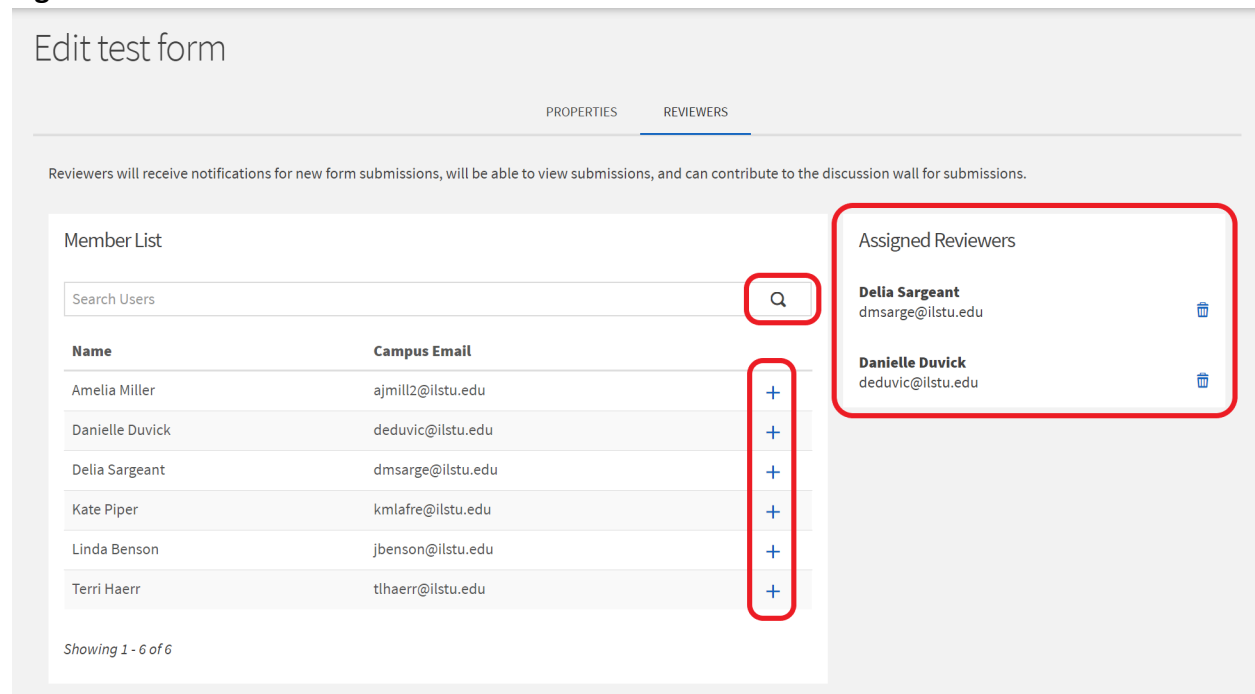 Edit test form
PROPERTIES REVIEWERS
Reviewers will receive notifications for new form submissions, will be able to view submissions, and can contribute to the discussion wall for submissions.
Member List
Search Users
Name Campus Email
Amelia Miller ajmill2@ilstu.edu
Danielle Duvick deduvic@ilstu.edu
Delia Sargeant dmsarge@ilstu.edu
Kate Piper kmlafre@ilstu.edu
Linda Benson jbenson@ilstu.edu
Terri Haerr tlhaerr@ilstu.edu
Showing 1 - 6 of 6
Assigned Reviewers
Delia Sargeant
dmsarge@ilstu.edu
Danielle Duvick
deduvic@ilstu.edu